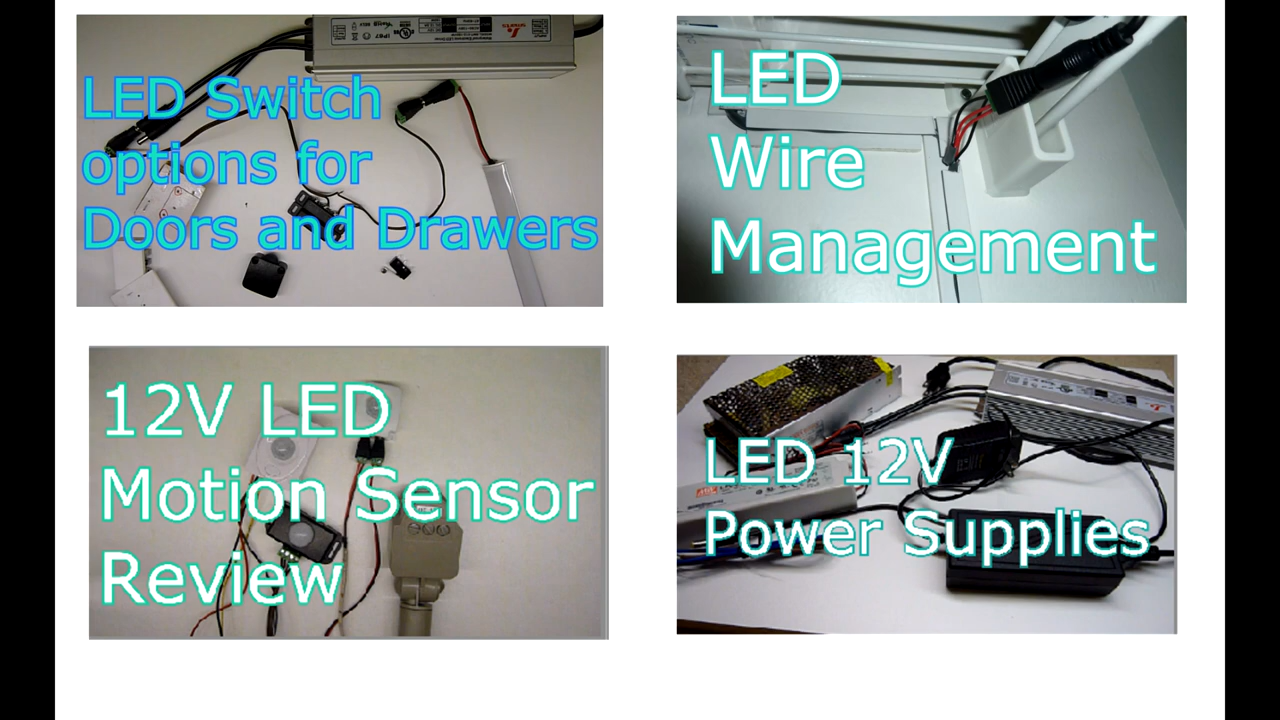 LED Switch
options for
Doors and Drawers
LED
Wire
Management
12V LED
Motion Sensor
Review
LED 12V
Power Supplies
IP67